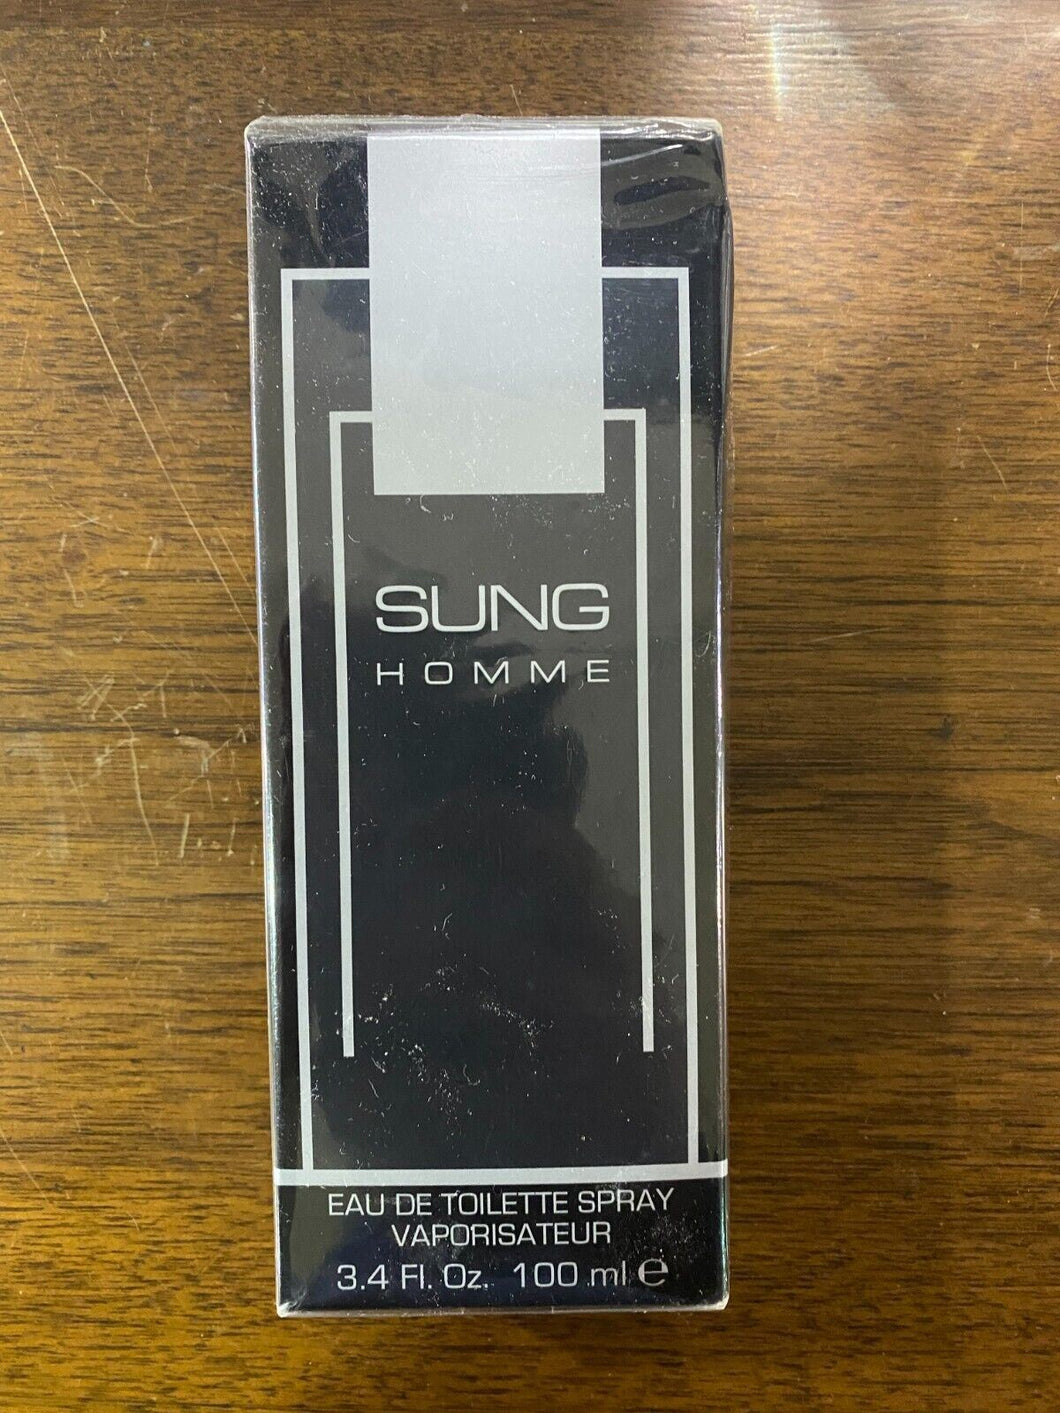 SUNG
HOMME
EAU DE TOILETTE SPRAY
VAPORISATEUR
3.4 Fl. Oz. 100 ml ℮